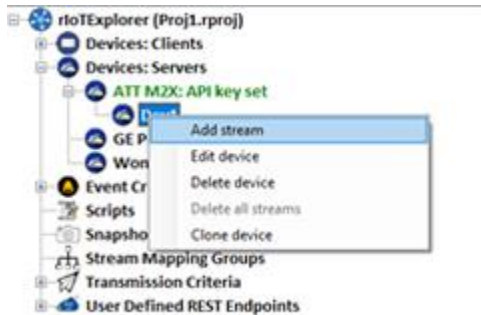 rIoTExplorer (Proj1.rproj)
Devices: Clients
Devices: Servers
ATT M2X: API key set
GE P
Won
Event Cr
Scripts
Snapsho
Stream Mapping Groups
Transmission Criteria
User Defined REST Endpoints
Add stream
Edit device
Delete device
Delete all streams
Clone device